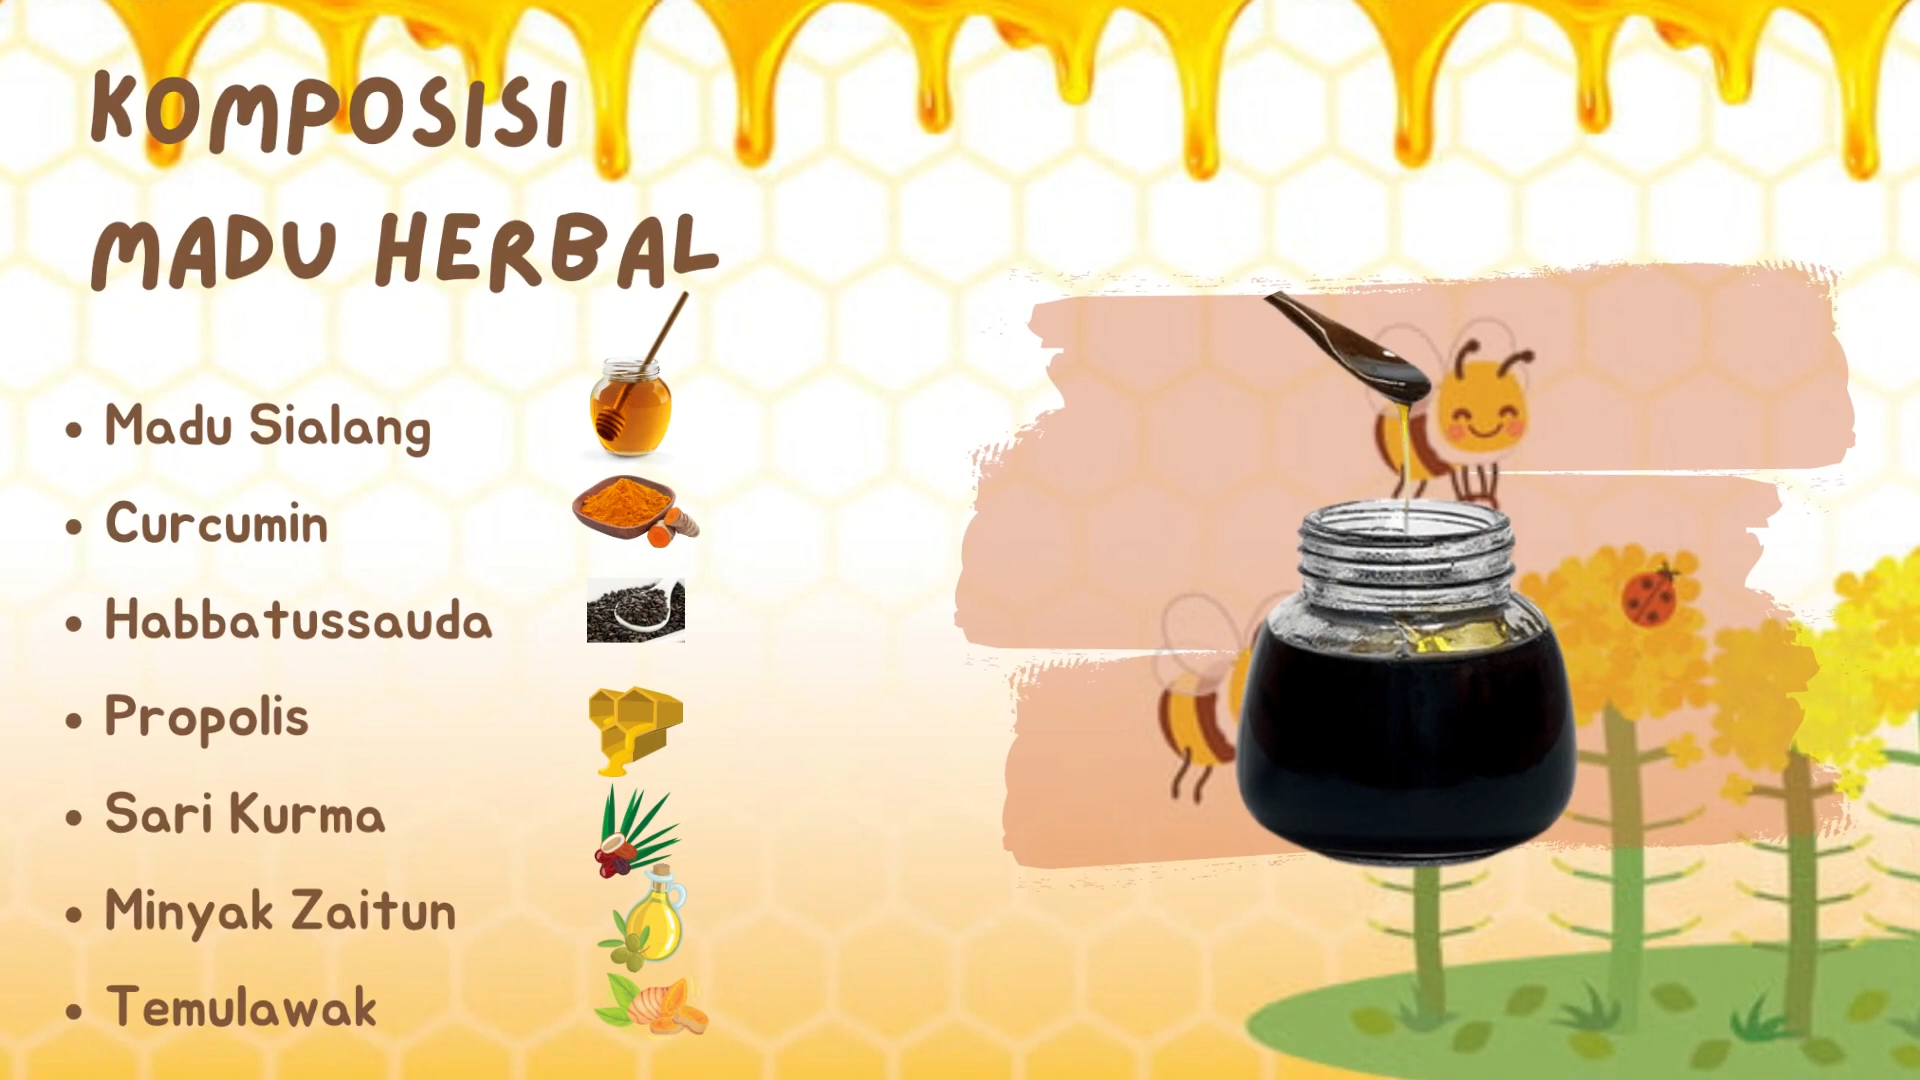 KOMPOSISI
MADU HERBAL
• Madu Sialang
• Curcumin
• Habbatussauda
• Propolis
• Sari Kurma
• Minyak Zaitun
• Temulawak